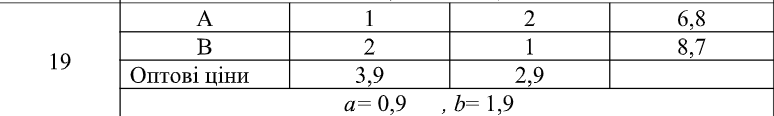 А 1 2 6,8
19
В 2 1 8,7
Оптові ціни 3,9 2,9
a= 0,9 , b= 1,9